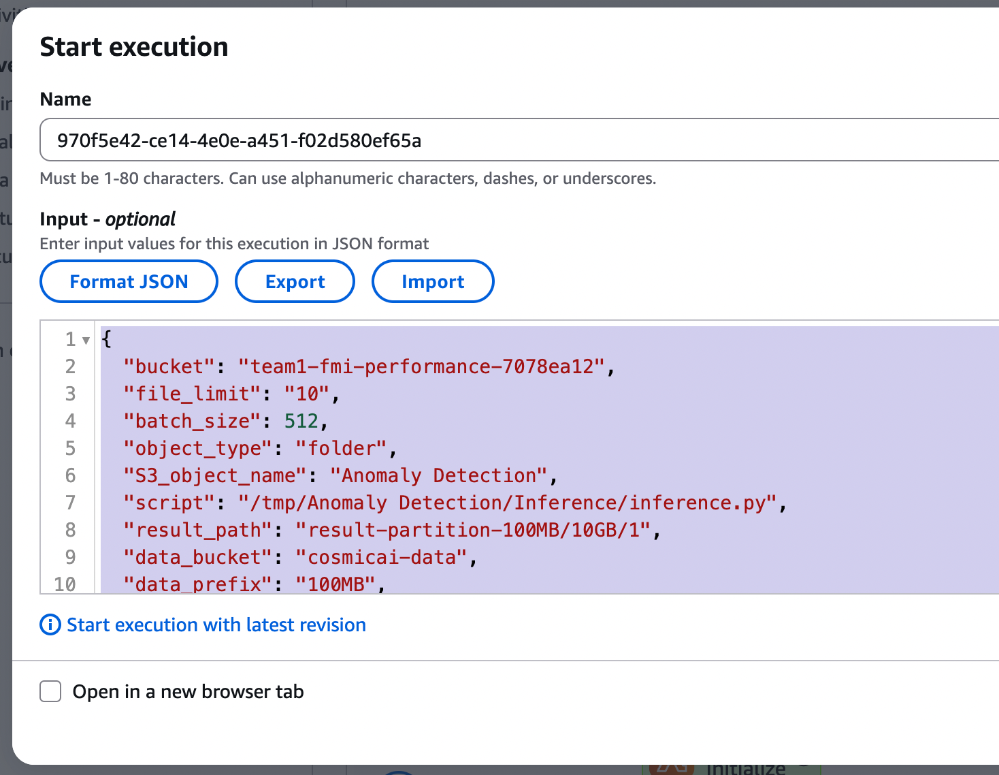 Start execution
Name
970f5e42-ce14-4e0e-a451-f02d580ef65a
Must be 1-80 characters. Can use alphanumeric characters, dashes, or underscores.
Input - optional
Enter input values for this execution in JSON format
Format JSON
Export
Import
1 {
2 "bucket": "team1-fmi-performance-7078ea12",
3 "file_limit": "10",
4 "batch_size": 512,
5 "object_type": "folder",
6 "S3_object_name": "Anomaly Detection",
7 "script": "/tmp/Anomaly Detection/Inference/inference.py",
8 "result_path": "result-partition-100MB/10GB/1",
9 "data_bucket": "cosmicai-data",
10 "data_prefix": "100MB",
Start execution with latest revision
Open in a new browser tab
Initialize